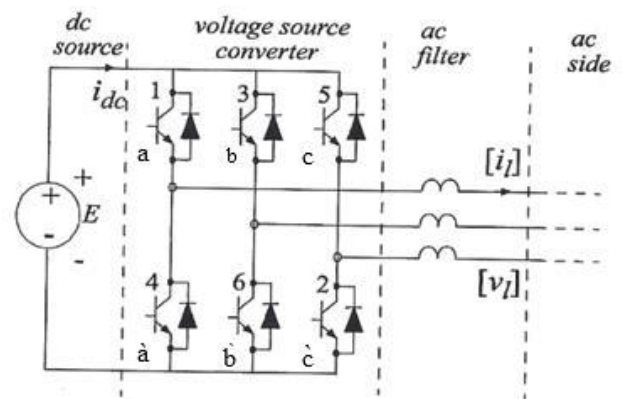 dc source
voltage source converter
ac filter
ac side
i_dc
1
3
5
a
b
c
[i_l]
+
+
E
-
-
4
6
2
[v_l]
à
b̀
c̀